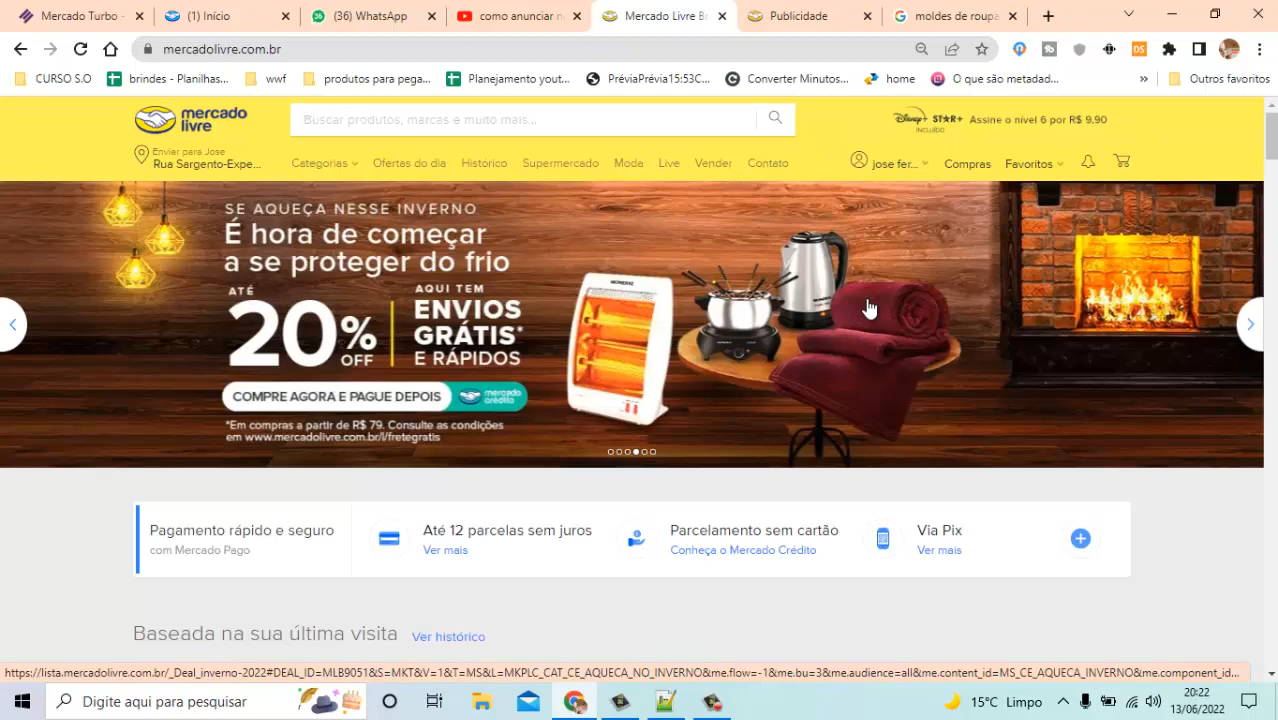 Mercado Turbo
(1) Início
(36) WhatsApp
como anunciar n
Mercado Livre Br
Publicidade
moldes de roupa
mercadolivre.com.br
CURSO S.O
brindes - Planilhas...
wwf
produtos para pega...
Planejamento yout...
PréviaPrévia15:53C...
Converter Minutos...
home
O que são metadad...
»
Outros favoritos
mercado
livre
Buscar produtos, marcas e muito mais...
Disney+ STAR+ Assine o nível 6 por R$ 9,90
INCLUÍDO
Enviar para Jose
Rua Sargento-Expe...
Categorias
Ofertas do dia
Histórico
Supermercado
Moda
Live
Vender
Contato
jose fer...
Compras
Favoritos
SE AQUEÇA NESSE INVERNO
É hora de começar
a se proteger do frio
ATÉ
20% OFF
AQUI TEM
ENVIOS
GRÁTIS*
E RÁPIDOS
COMPRE AGORA E PAGUE DEPOIS
mercado
crédito
*Em compras a partir de R$ 79. Consulte as condições
em www.mercadolivre.com.br/l/fretegratis
Pagamento rápido e seguro
com Mercado Pago
Até 12 parcelas sem juros
Ver mais
Parcelamento sem cartão
Conheça o Mercado Crédito
Via Pix
Ver mais
Baseada na sua última visita
Ver histórico
https://lista.mercadolivre.com.br/_Deal_inverno-2022#DEAL_ID=MLB9051&S=MKT&V=1&T=MS&L=MKPLC_CAT_CE_AQUECA_NO_INVERNO&me.flow=-1&me.bu=3&me.audience=all&me.content_id=MS_CE_AQUECA_INVERNO&me.component_id...
Digite aqui para pesquisar
15°C Limpo
20:22
13/06/2022